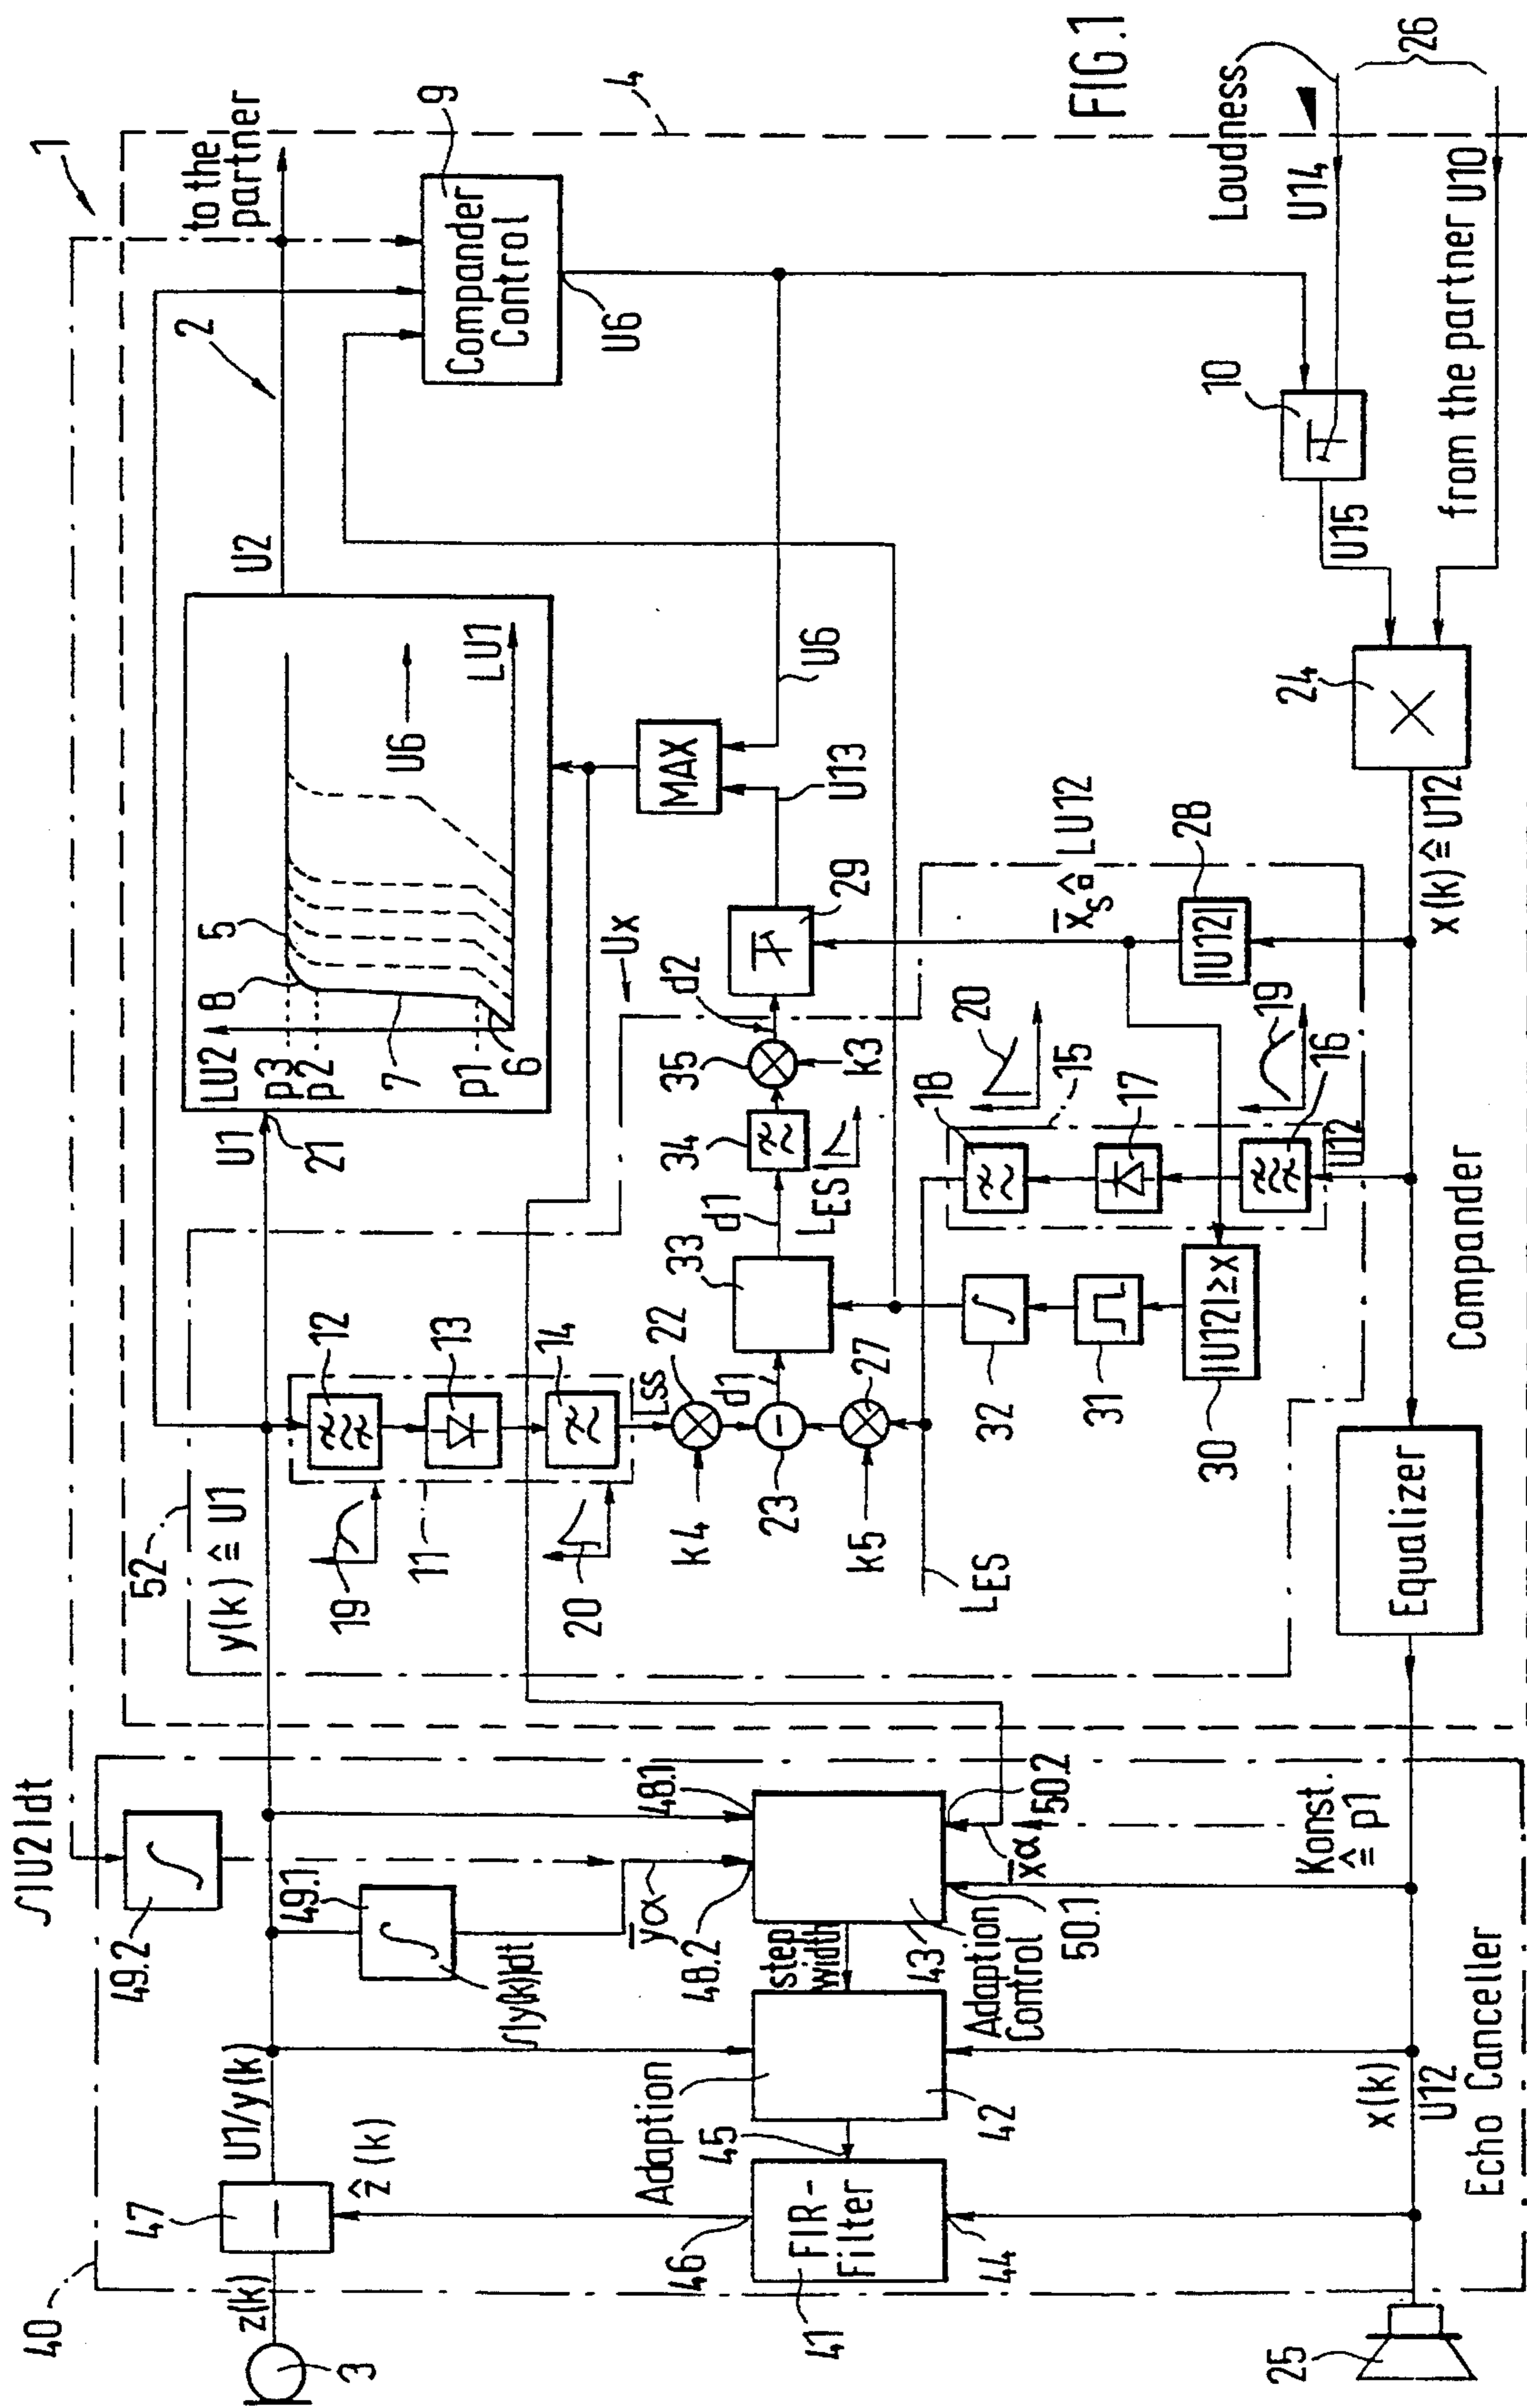 FIG.1
1
to the
partner
4
2
9
Compander
Control
U6
U2
LU2
p3
p2
p1
8
5
7
6
U6
LU1
U1
21
MAX
U6
U13
29
d2
Ux
35
k3
34
LES
d1
33
d1
23
22
k4
27
k5
LSS
LES
12
13
14
11
19
20
52
y(k) ≙ U1
32
31
|U12| ≥ x
30
18
17
16
15
20
19
U12
|U12|
28
x̄s ≙ LU12
Loudness
U14
26
U10
from the partner
10
U15
24
×
x(k) ≙ U12
Compander
Equalizer
∫|U2|dt
49.2
49.1
∫|y(k)|dt
ȳα
48.1
48.2
x̄α
50.2
50.1
Konst.
≙ p1
43
Adaption
Control
step
width
Adaption
42
45
FIR-
Filter
41
46
44
ẑ(k)
U1/y(k)
47
z(k)
40
3
x(k)
U12
Echo Canceller
25